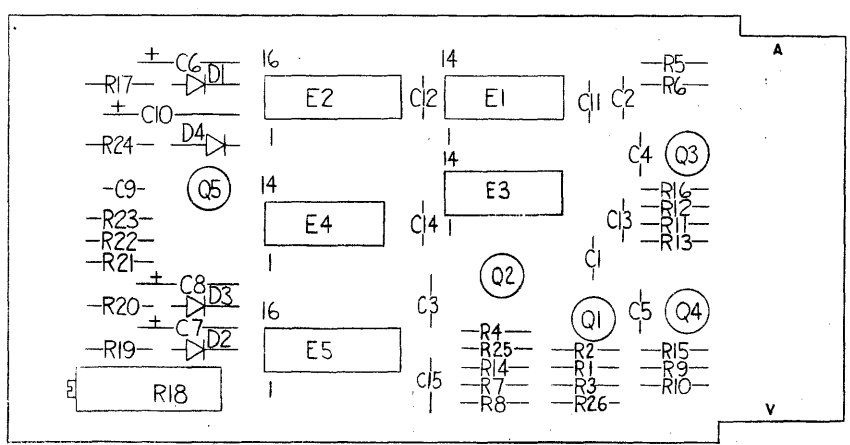 A
16
14
+ C6
D1
R5
R17
R6
E2
C12
E1
C11
C2
+ C10
1
1
D4
R24
14
C4
Q3
C9
Q5
14
E3
R16
R12
R23
E4
C14
C13
R11
R22
1
R13
R21
1
C1
Q2
+ C8
D3
R20
C3
C5
Q4
16
Q1
+ C7
D2
R4
R19
E5
R25
R2
R15
R14
R1
R9
C15
R7
R3
R10
R18
1
R8
R26
V